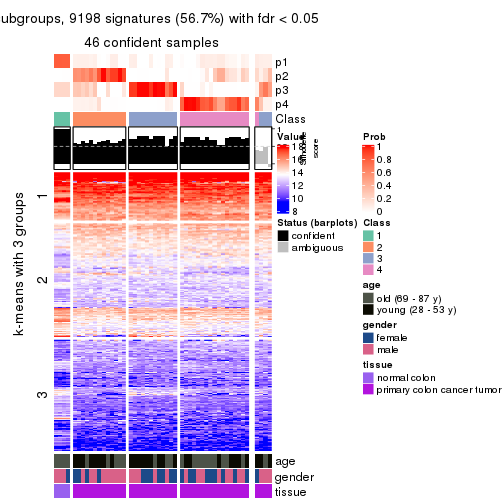 ubgroups, 9198 signatures (56.7%) with fdr < 0.05
46 confident samples
p1
p2
p3
p4
Class
1
2
3
k-means with 3 groups
age
gender
tissue
Value
18
16
14
12
10
8
score
Status (barplots)
confident
ambiguous
Prob
1
0.8
0.6
0.4
0.2
0
Class
1
2
3
4
age
old (69 - 87 y)
young (28 - 53 y)
gender
female
male
tissue
normal colon
primary colon cancer tumor